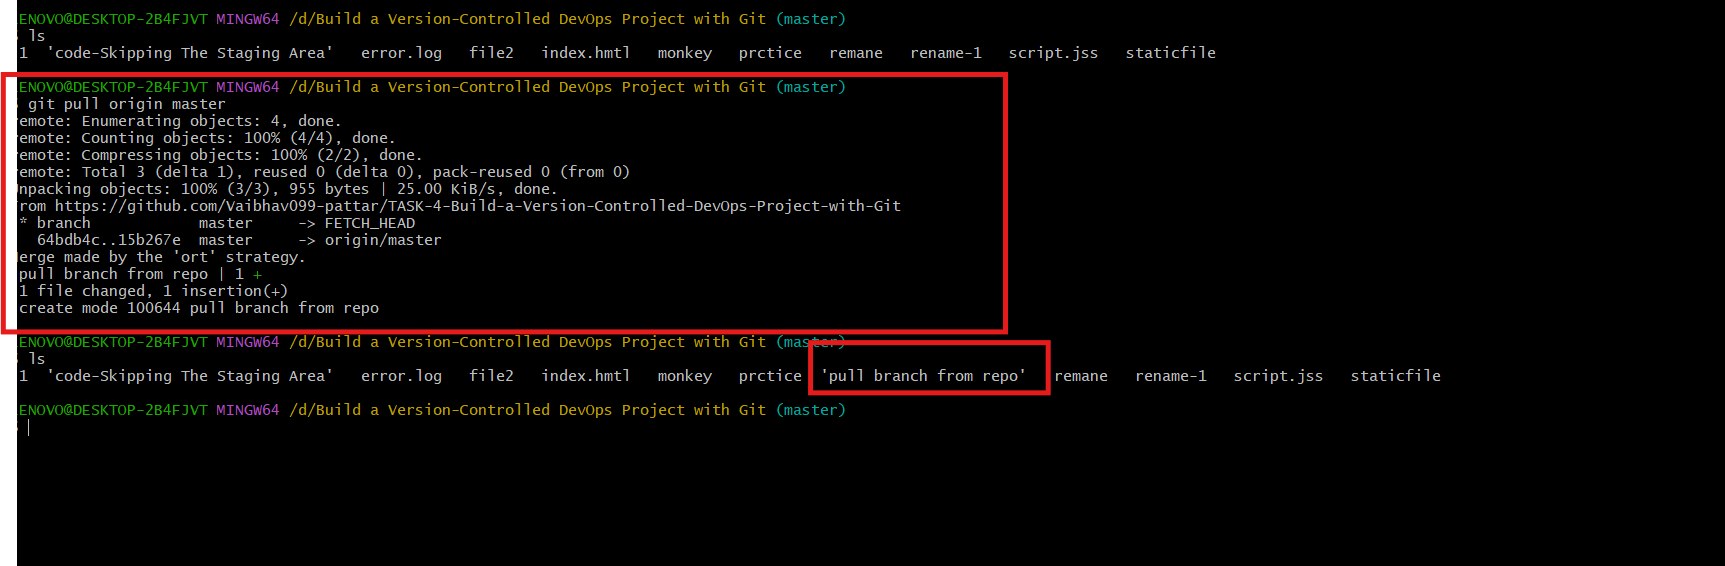 ENOVO@DESKTOP-2B4FJVT MINGW64 /d/Build a Version-Controlled DevOps Project with Git (master)
ls
1 'code-Skipping The Staging Area' error.log file2 index.hmtl monkey prctice remane rename-1 script.jss staticfile
ENOVO@DESKTOP-2B4FJVT MINGW64 /d/Build a Version-Controlled DevOps Project with Git (master)
git pull origin master
emote: Enumerating objects: 4, done.
emote: Counting objects: 100% (4/4), done.
emote: Compressing objects: 100% (2/2), done.
emote: Total 3 (delta 1), reused 0 (delta 0), pack-reused 0 (from 0)
npacking objects: 100% (3/3), 955 bytes | 25.00 KiB/s, done.
rom https://github.com/Vaibhav099-pattar/TASK-4-Build-a-Version-Controlled-DevOps-Project-with-Git
* branch master -> FETCH_HEAD
64bdb4c..15b267e master -> origin/master
erge made by the 'ort' strategy.
pull branch from repo | 1 +
1 file changed, 1 insertion(+)
create mode 100644 pull branch from repo
ENOVO@DESKTOP-2B4FJVT MINGW64 /d/Build a Version-Controlled DevOps Project with Git (master)
ls
1 'code-Skipping The Staging Area' error.log file2 index.hmtl monkey prctice 'pull branch from repo' remane rename-1 script.jss staticfile
ENOVO@DESKTOP-2B4FJVT MINGW64 /d/Build a Version-Controlled DevOps Project with Git (master)